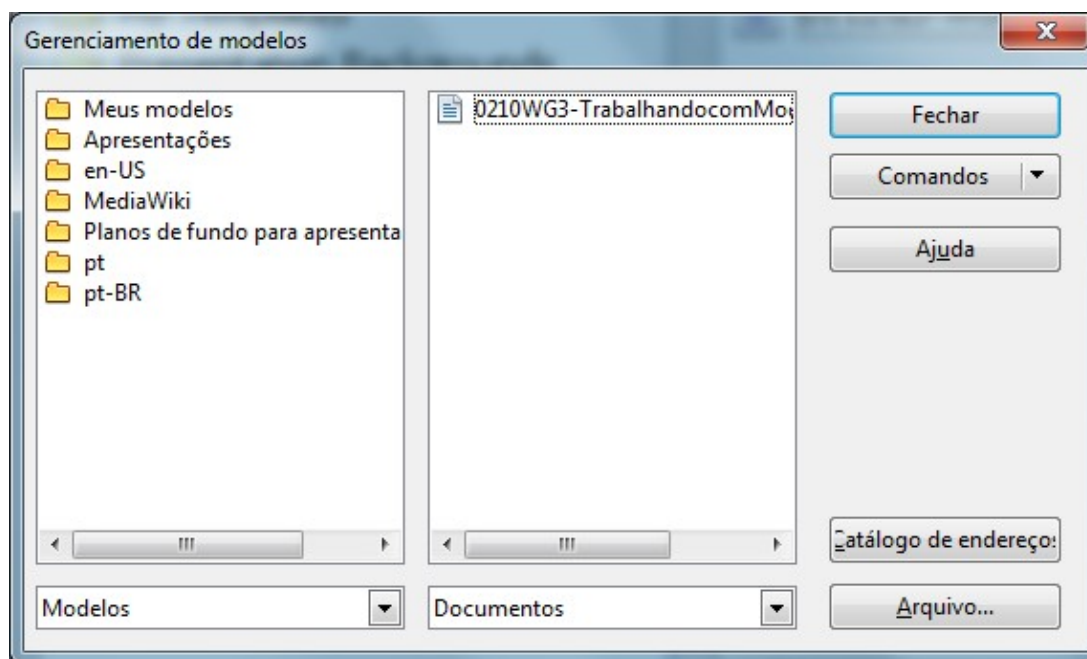 Gerenciamento de modelos
Meus modelos
Apresentações
en-US
MediaWiki
Planos de fundo para apresenta
pt
pt-BR
Modelos
0210WG3-TrabalhandocomMo
Documentos
Fechar
Comandos
Ajuda
Catálogo de endereço
Arquivo...